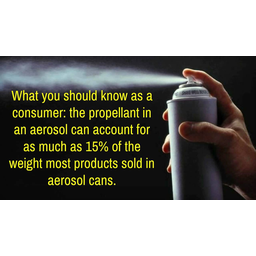 What you should know as a
consumer: the propellant in
an aerosol can account for
as much as 15% of the
weight most products sold in
aerosol cans.